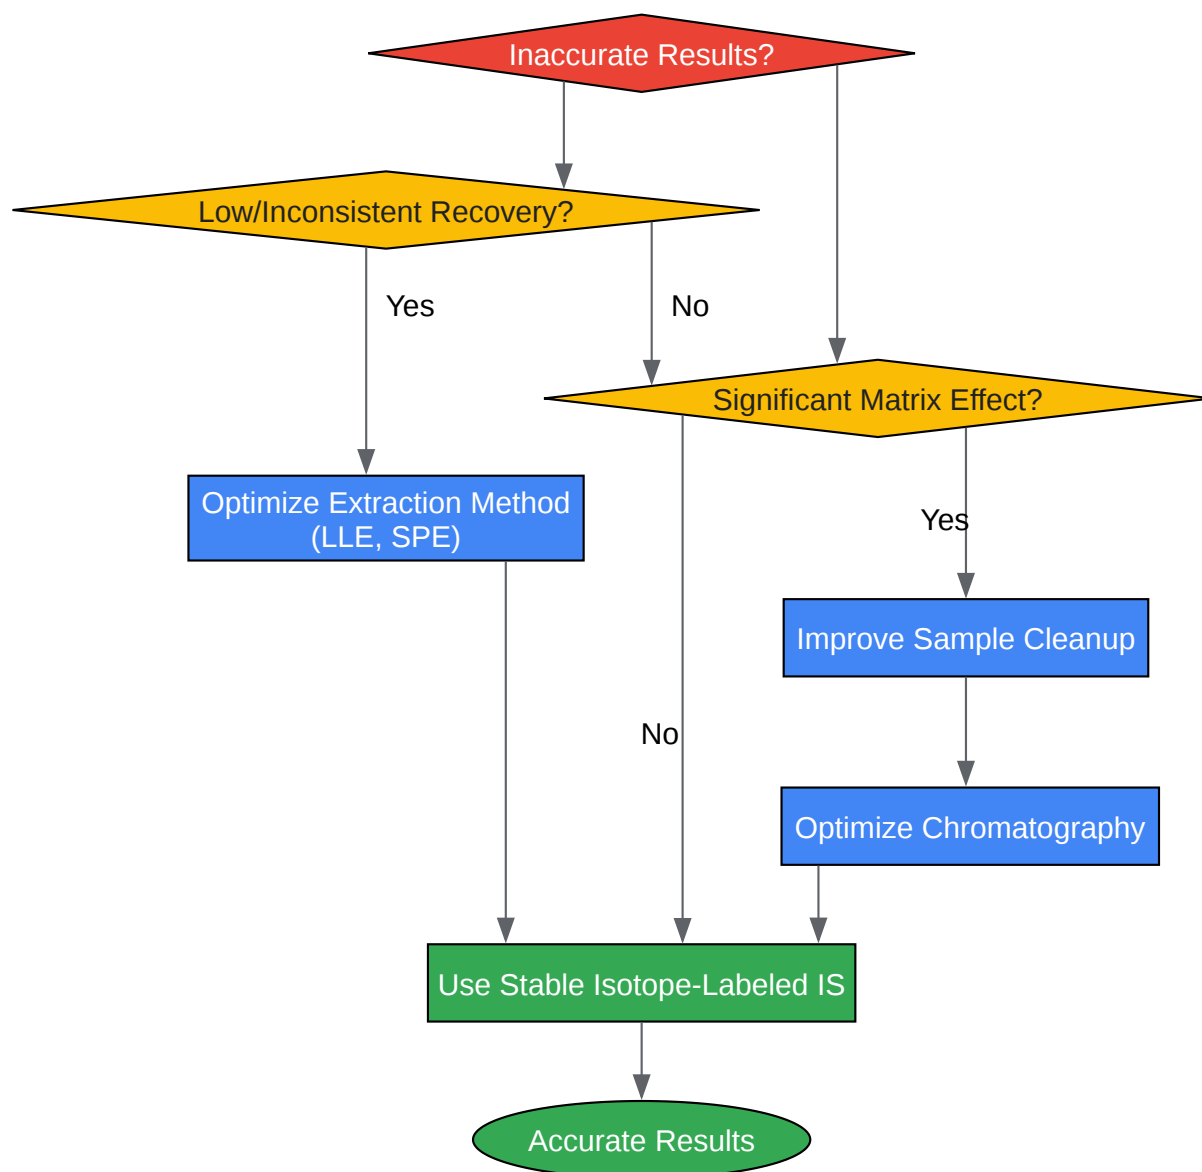 Inaccurate Results?
Low/Inconsistent Recovery?
Yes
No
Significant Matrix Effect?
Optimize Extraction Method
(LLE, SPE)
Yes
Improve Sample Cleanup
No
Optimize Chromatography
Use Stable Isotope-Labeled IS
Accurate Results